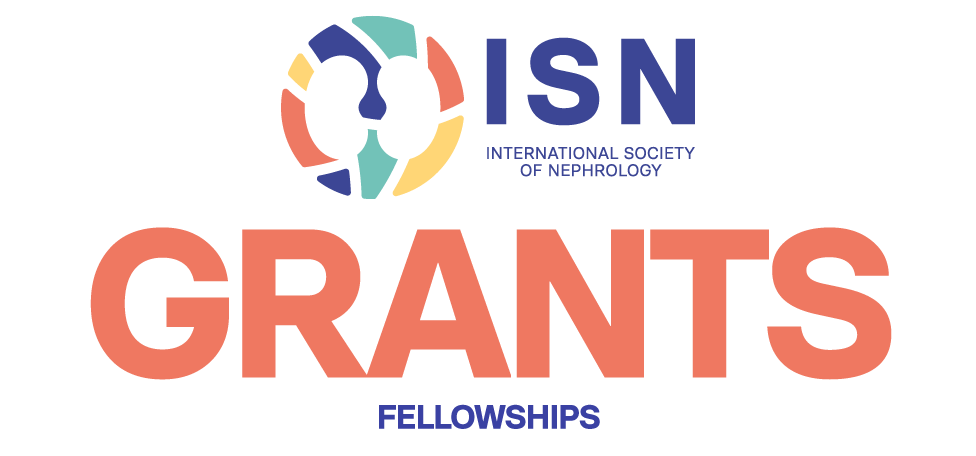 ISN
INTERNATIONAL SOCIETY
OF NEPHROLOGY
GRANTS
FELLOWSHIPS